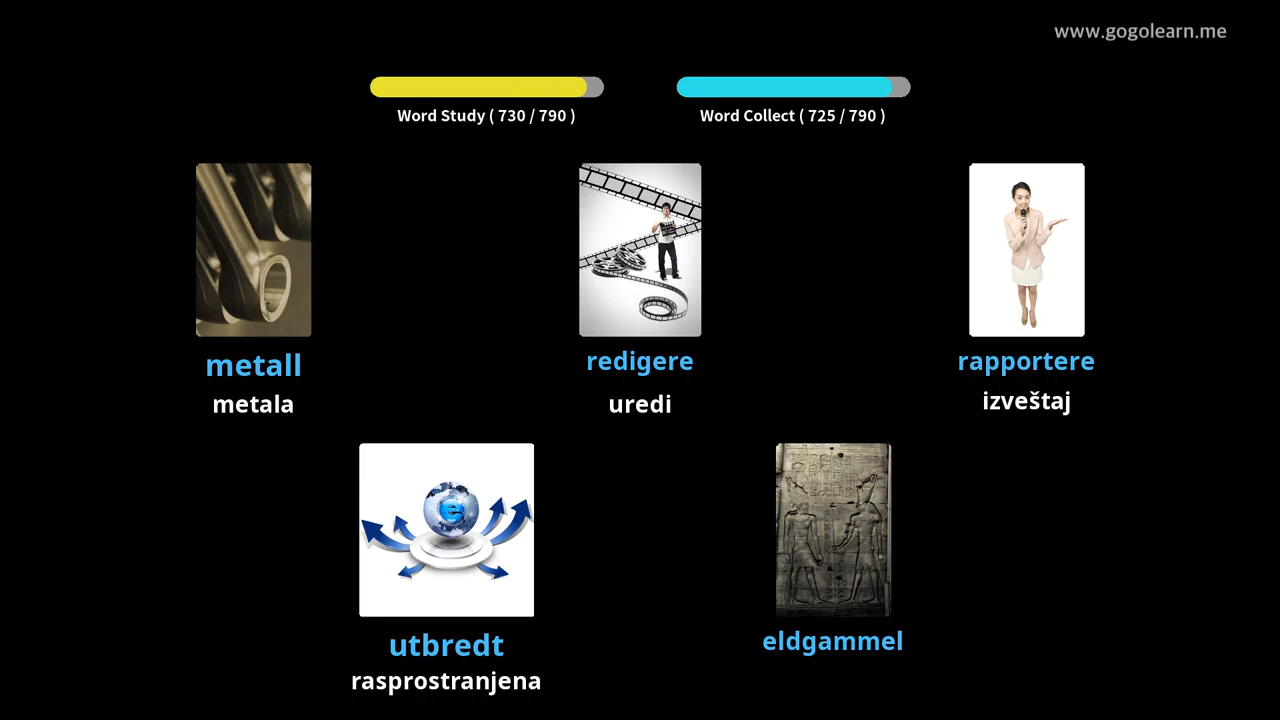 www.gogolearn.me
Word Study ( 730 / 790 )
Word Collect ( 725 / 790 )
metall
metala
redigere
uredi
rapportere
izveštaj
utbredt
rasprostranjena
eldgammel